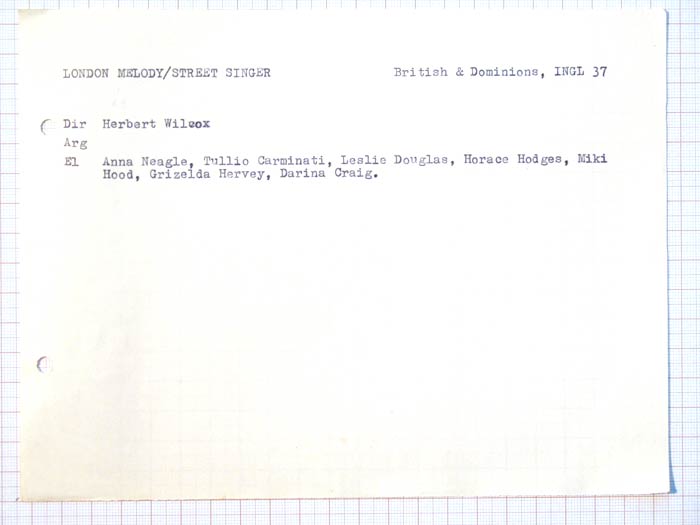 LONDON MELODY/STREET SINGER British & Dominions, INGL 37
Dir Herbert Wilcox
Arg
El Anna Neagle, Tullio Carminati, Leslie Douglas, Horace Hodges, Miki
Hood, Grizelda Hervey, Darina Craig.